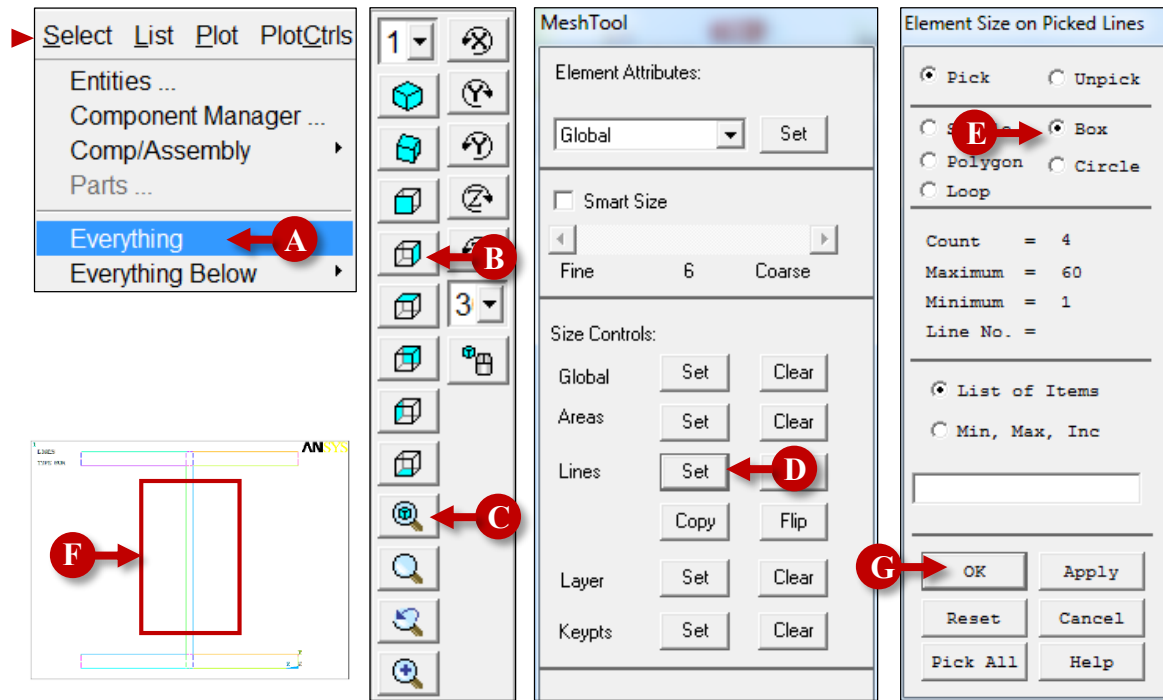 Select List Plot PlotCtrls
Entities ...
Component Manager ...
Comp/Assembly
Parts ...
Everything
A
Everything Below
LINES
TYPE NUM
ANSYS
F
1
X
Y
Y
Z
B
3
C
MeshTool
Element Attributes:
Global Set
Smart Size
Fine 6 Coarse
Size Controls:
Global Set Clear
Areas Set Clear
Lines Set D
Copy Flip
Layer Set Clear
Keypts Set Clear
Element Size on Picked Lines
Pick Unpick
E Box
Polygon Circle
Loop
Count = 4
Maximum = 60
Minimum = 1
Line No. =
List of Items
Min, Max, Inc
G OK Apply
Reset Cancel
Pick All Help